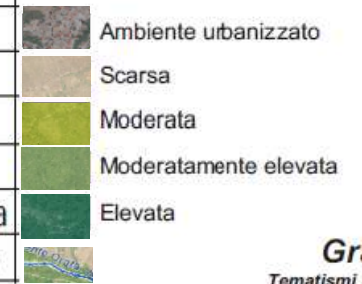 Ambiente urbanizzato
Scarsa
Moderata
Moderatamente elevata
Elevata
Gr
Tematismi